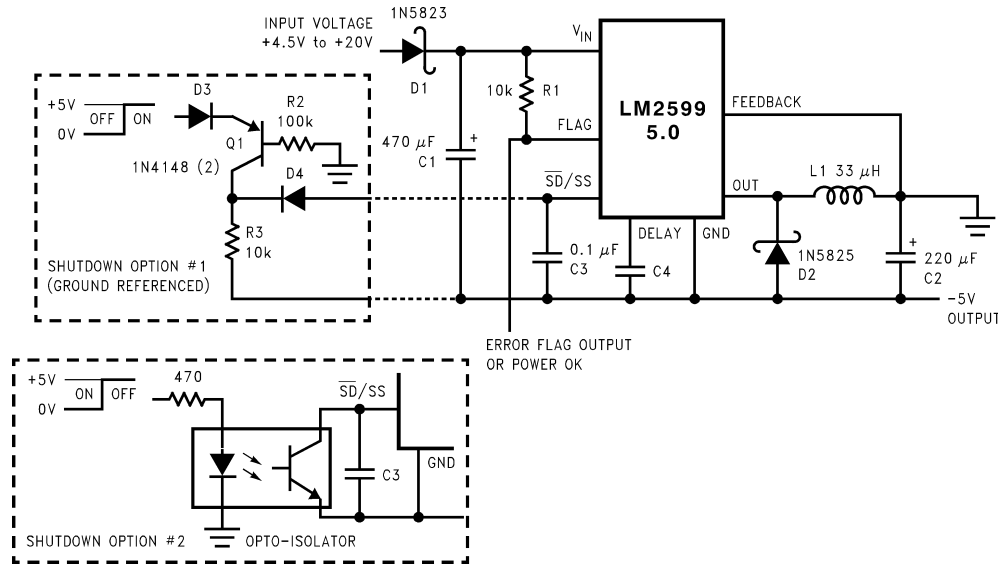 1N5823
INPUT VOLTAGE
+4.5V to +20V
D1
VIN
10k R1
FLAG
LM2599
5.0
FEEDBACK
+5V
OFF ON
0V
D3
R2
100k
Q1
1N4148 (2)
D4
470 µF
C1
+
SD/SS
OUT
L1 33 µH
R3
10k
DELAY
GND
0.1 µF
C3
C4
1N5825
D2
+
220 µF
C2
SHUTDOWN OPTION #1
(GROUND REFERENCED)
-5V
OUTPUT
ERROR FLAG OUTPUT
OR POWER OK
+5V
ON OFF
0V
470
SD/SS
GND
C3
SHUTDOWN OPTION #2
OPTO-ISOLATOR